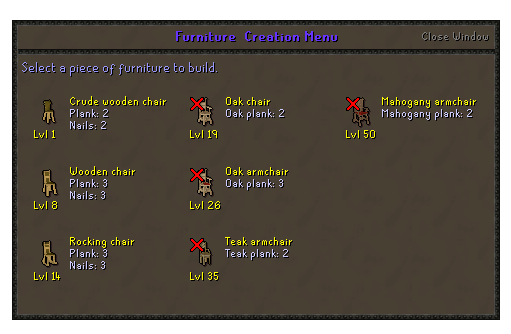 Furniture Creation Menu
Close Window
Select a piece of furniture to build.
Crude wooden chair
Plank: 2
Nails: 2
Lvl 1
Wooden chair
Plank: 3
Nails: 3
Lvl 8
Rocking chair
Plank: 3
Nails: 3
Lvl 14
Oak chair
Oak plank: 2
Lvl 19
Oak armchair
Oak plank: 3
Lvl 26
Teak armchair
Teak plank: 2
Lvl 35
Mahogany armchair
Mahogany plank: 2
Lvl 50